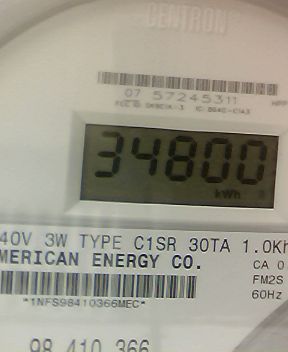 CENTRON
07 57245311
34800
kWh
40V 3W TYPE C1SR 30TA 1.0Kh
MERICAN ENERGY CO.
CA 0
FM2S
60Hz
*1NFS98410366MEC*
98 410 366